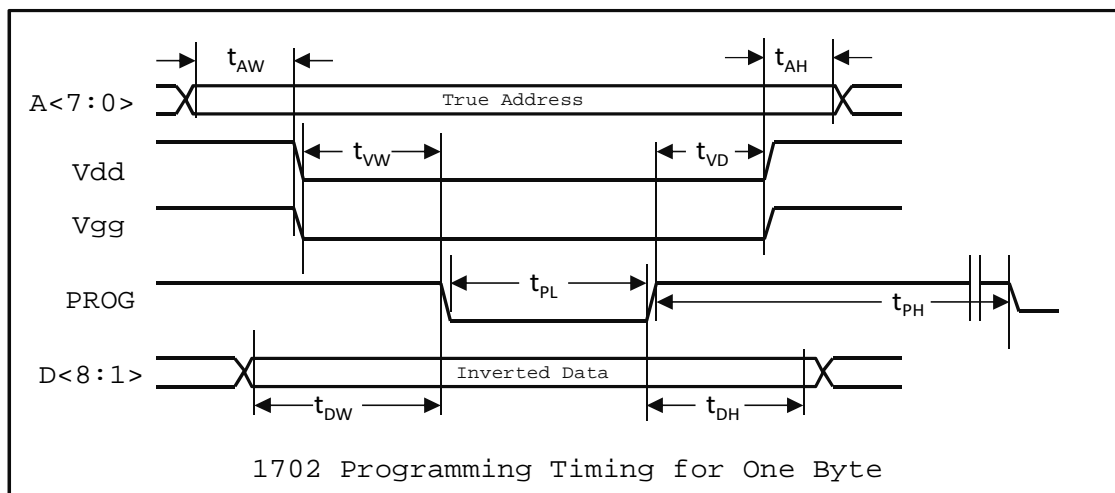 tAW
tAH
A<7:0>
True Address
Vdd
tVW
tVD
Vgg
PROG
tPL
tPH
D<8:1>
Inverted Data
tDW
tDH
1702 Programming Timing for One Byte